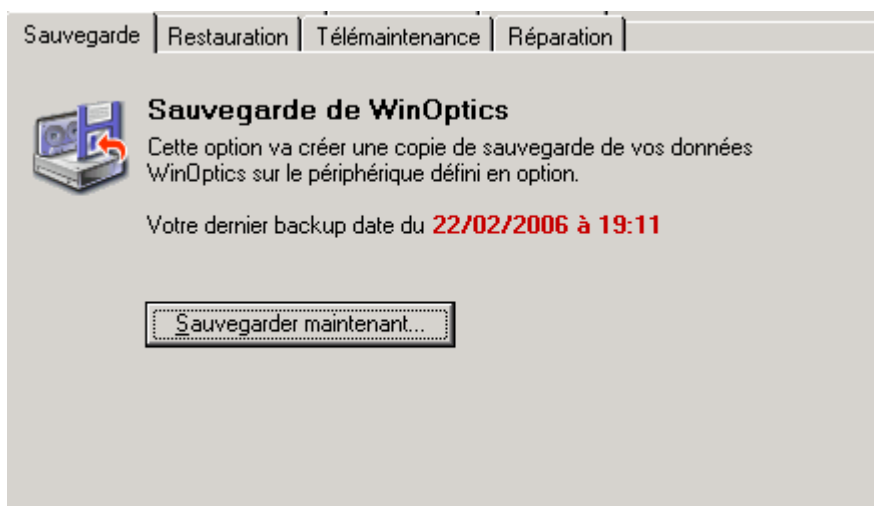 Sauvegarde Restauration Télémaintenance Réparation
Sauvegarde de WinOptics
Cette option va créer une copie de sauvegarde de vos données
WinOptics sur le périphérique défini en option.
Votre dernier backup date du 22/02/2006 à 19:11
Sauvegarder maintenant...